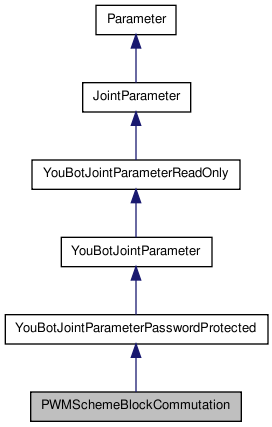 Parameter
JointParameter
YouBotJointParameterReadOnly
YouBotJointParameter
YouBotJointParameterPasswordProtected
PWMSchemeBlockCommutation